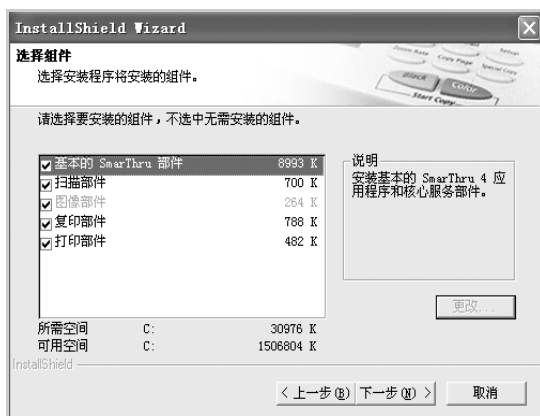 InstallShield Wizard
选择组件
选择安装程序将安装的组件。
Black
Color
Start Copy
请选择要安装的组件，不选中无需安装的组件。
基本的 SmarThru 部件 8993 K
扫描部件 700 K
图像部件 264 K
复印部件 788 K
打印部件 482 K
说明
安装基本的 SmarThru 4 应
用程序和核心服务部件。
更改...
所需空间 C: 30976 K
可用空间 C: 1506804 K
InstallShield
< 上一步(B) 下一步(N) > 取消